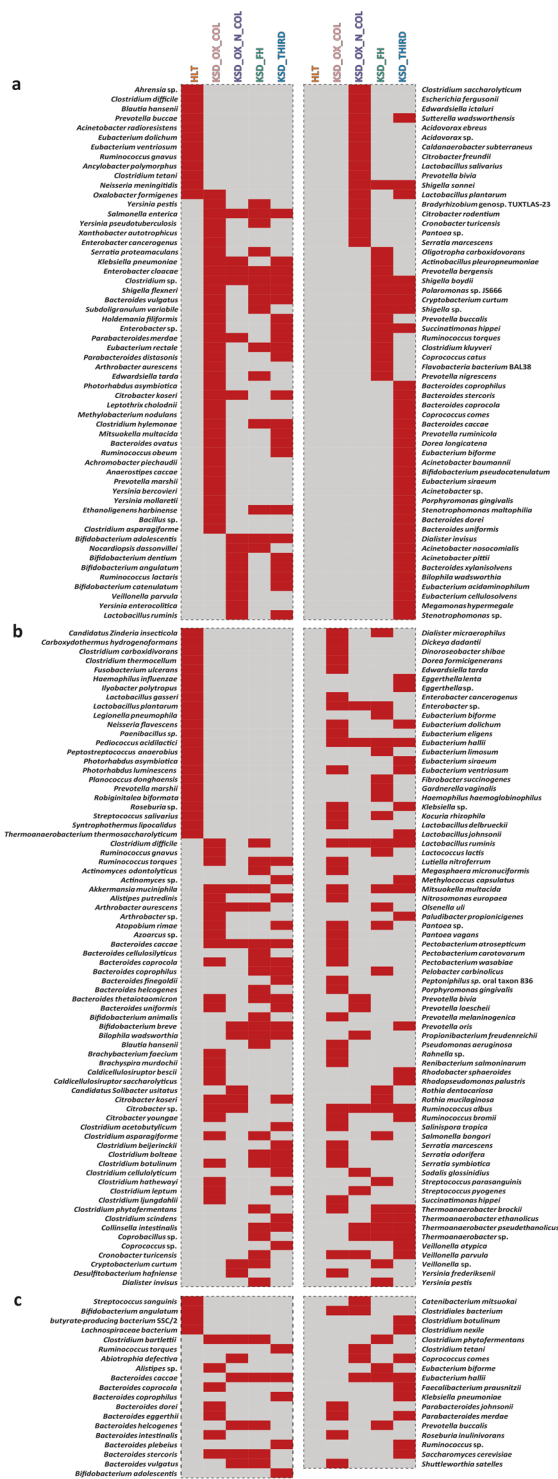 HLT
KSD_OX_COL
KSD_OX_N_COL
KSD_FH
KSD_THIRD
HLT
KSD_OX_COL
KSD_OX_N_COL
KSD_FH
KSD_THIRD
a
Ahrensia sp.
Clostridium difficile
Blautia hansenii
Prevotella buccae
Acinetobacter radioresistens
Eubacterium dolichum
Eubacterium ventriosum
Ruminococcus gnavus
Ancylobacter polymorphus
Clostridium tetani
Neisseria meningitidis
Oxalobacter formigenes
Yersinia pestis
Salmonella enterica
Yersinia pseudotuberculosis
Xanthobacter autotrophicus
Enterobacter cancerogenus
Serratia proteamaculans
Klebsiella pneumoniae
Enterobacter cloacae
Clostridium sp.
Shigella flexneri
Bacteroides vulgatus
Subdoligranulum variabile
Holdemania filiformis
Enterobacter sp.
Parabacteroides merdae
Eubacterium rectale
Parabacteroides distasonis
Arthrobacter aurescens
Edwardsiella tarda
Photorhabdus asymbiotica
Citrobacter koseri
Leptothrix cholodnii
Methylobacterium nodulans
Clostridium hylemonae
Mitsuokella multacida
Bacteroides ovatus
Ruminococcus obeum
Achromobacter piechaudii
Anaerostipes caccae
Prevotella marshii
Yersinia bercovieri
Yersinia mollaretii
Ethanoligenens harbinense
Bacillus sp.
Clostridium asparagiforme
Bifidobacterium adolescentis
Nocardiopsis dassonvillei
Bifidobacterium dentium
Bifidobacterium angulatum
Ruminococcus lactaris
Bifidobacterium catenulatum
Veillonella parvula
Yersinia enterocolitica
Lactobacillus ruminis
Clostridium saccharolyticum
Escherichia fergusonii
Edwardsiella ictaluri
Sutterella wadsworthensis
Acidovorax ebreus
Acidovorax sp.
Caldanaerobacter subterraneus
Citrobacter freundii
Lactobacillus salivarius
Prevotella bivia
Shigella sonnei
Lactobacillus plantarum
Bradyrhizobium genosp. TUXTLAS-23
Citrobacter rodentium
Cronobacter turicensis
Pantoea sp.
Serratia marcescens
Oligotropha carboxidovorans
Actinobacillus pleuropneumoniae
Prevotella bergensis
Shigella boydii
Polaromonas sp. JS666
Cryptobacterium curtum
Shigella sp.
Prevotella buccalis
Succinatimonas hippei
Ruminococcus torques
Clostridium kluyveri
Coprococcus catus
Flavobacteria bacterium BAL38
Prevotella nigrescens
Bacteroides coprophilus
Bacteroides stercoris
Bacteroides coprocola
Coprococcus comes
Bacteroides caccae
Prevotella ruminicola
Dorea longicatena
Eubacterium biforme
Acinetobacter baumannii
Bifidobacterium pseudocatenulatum
Eubacterium siraeum
Acinetobacter sp.
Porphyromonas gingivalis
Stenotrophomonas maltophilia
Bacteroides dorei
Bacteroides uniformis
Dialister invisus
Acinetobacter nosocomialis
Acinetobacter pittii
Bacteroides xylanisolvens
Bilophila wadsworthia
Eubacterium acidaminophilum
Eubacterium cellulosolvens
Megamonas hypermegale
Stenotrophomonas sp.
b
Candidatus Zinderia insecticola
Carboxydothermus hydrogenoformans
Clostridium carboxidivorans
Clostridium thermocellum
Fusobacterium ulcerans
Haemophilus influenzae
Ilyobacter polytropus
Lactobacillus gasseri
Lactobacillus plantarum
Legionella pneumophila
Neisseria flavescens
Paenibacillus sp.
Pediococcus acidilactici
Peptostreptococcus anaerobius
Photorhabdus asymbiotica
Photorhabdus luminescens
Planococcus donghaensis
Prevotella marshii
Robiginitalea biformata
Roseburia sp.
Streptococcus salivarius
Syntrophothermus lipocalidus
Thermoanaerobacterium thermosaccharolyticum
Clostridium difficile
Ruminococcus gnavus
Ruminococcus torques
Actinomyces odontolyticus
Actinomyces sp.
Akkermansia muciniphila
Alistipes putredinis
Arthrobacter aurescens
Arthrobacter sp.
Atopobium rimae
Azoarcus sp.
Bacteroides caccae
Bacteroides cellulosilyticus
Bacteroides coprocola
Bacteroides coprophilus
Bacteroides finegoldii
Bacteroides helcogenes
Bacteroides thetaiotaomicron
Bacteroides uniformis
Bifidobacterium animalis
Bifidobacterium breve
Bilophila wadsworthia
Blautia hansenii
Brachybacterium faecium
Brachyspira murdochii
Caldicellulosiruptor bescii
Caldicellulosiruptor saccharolyticus
Candidatus Solibacter usitatus
Citrobacter koseri
Citrobacter sp.
Citrobacter youngae
Clostridium acetobutylicum
Clostridium asparagiforme
Clostridium beijerinckii
Clostridium bolteae
Clostridium botulinum
Clostridium cellulolyticum
Clostridium hathewayi
Clostridium leptum
Clostridium ljungdahlii
Clostridium phytofermentans
Clostridium scindens
Collinsella intestinalis
Coprobacillus sp.
Coprococcus sp.
Cronobacter turicensis
Cryptobacterium curtum
Desulfitobacterium hafniense
Dialister invisus
Dialister micraerophilus
Dickeya dadantii
Dinoroseobacter shibae
Dorea formicigenerans
Edwardsiella tarda
Eggerthella lenta
Eggerthella sp.
Enterobacter cancerogenus
Enterobacter sp.
Eubacterium biforme
Eubacterium dolichum
Eubacterium eligens
Eubacterium hallii
Eubacterium limosum
Eubacterium siraeum
Eubacterium ventriosum
Fibrobacter succinogenes
Gardnerella vaginalis
Haemophilus haemoglobinophilus
Klebsiella sp.
Kocuria rhizophila
Lactobacillus delbrueckii
Lactobacillus johnsonii
Lactobacillus ruminis
Lactococcus lactis
Lutiella nitroferrum
Megasphaera micronuciformis
Methylococcus capsulatus
Mitsuokella multacida
Nitrosomonas europaea
Olsenella uli
Paludibacter propionicigenes
Pantoea sp.
Pantoea vagans
Pectobacterium atrosepticum
Pectobacterium carotovorum
Pectobacterium wasabiae
Pelobacter carbinolicus
Peptoniphilus sp. oral taxon 836
Porphyromonas gingivalis
Prevotella bivia
Prevotella loescheii
Prevotella melaninogenica
Prevotella oris
Propionibacterium freudenreichii
Pseudomonas aeruginosa
Rahnella sp.
Renibacterium salmoninarum
Rhodobacter sphaeroides
Rhodopseudomonas palustris
Rothia dentocariosa
Rothia mucilaginosa
Ruminococcus albus
Ruminococcus bromii
Salinispora tropica
Salmonella bongori
Serratia marcescens
Serratia odorifera
Serratia symbiotica
Sodalis glossinidius
Streptococcus parasanguinis
Streptococcus pyogenes
Succinatimonas hippei
Thermoanaerobacter brockii
Thermoanaerobacter ethanolicus
Thermoanaerobacter pseudethanolicus
Thermoanaerobacter sp.
Veillonella atypica
Veillonella parvula
Veillonella sp.
Yersinia frederiksenii
Yersinia pestis
c
Streptococcus sanguinis
Bifidobacterium angulatum
butyrate-producing bacterium SSC/2
Lachnospiraceae bacterium
Clostridium bartlettii
Ruminococcus torques
Abiotrophia defectiva
Alistipes sp.
Bacteroides caccae
Bacteroides coprocola
Bacteroides coprophilus
Bacteroides dorei
Bacteroides eggerthii
Bacteroides helcogenes
Bacteroides intestinalis
Bacteroides plebeius
Bacteroides stercoris
Bacteroides vulgatus
Bifidobacterium adolescentis
Catenibacterium mitsuokai
Clostridiales bacterium
Clostridium botulinum
Clostridium nexile
Clostridium phytofermentans
Clostridium tetani
Coprococcus comes
Eubacterium biforme
Eubacterium hallii
Faecalibacterium prausnitzii
Klebsiella pneumoniae
Parabacteroides johnsonii
Parabacteroides merdae
Prevotella buccalis
Roseburia inulinivorans
Ruminococcus sp.
Saccharomyces cerevisiae
Shuttleworthia satelles